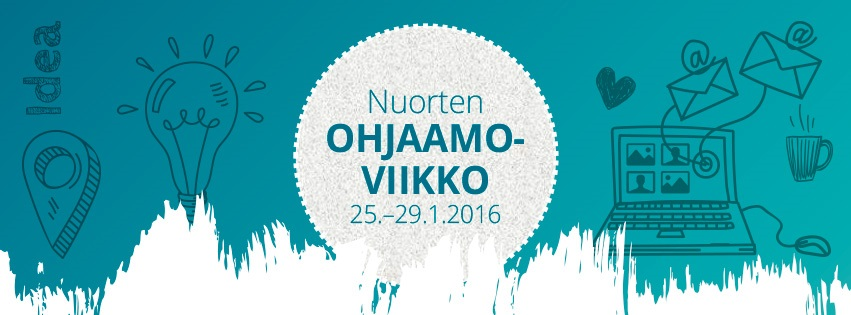 Idea
@
@
Nuorten
OHJAAMO-
VIIKKO
25.–29.1.2016